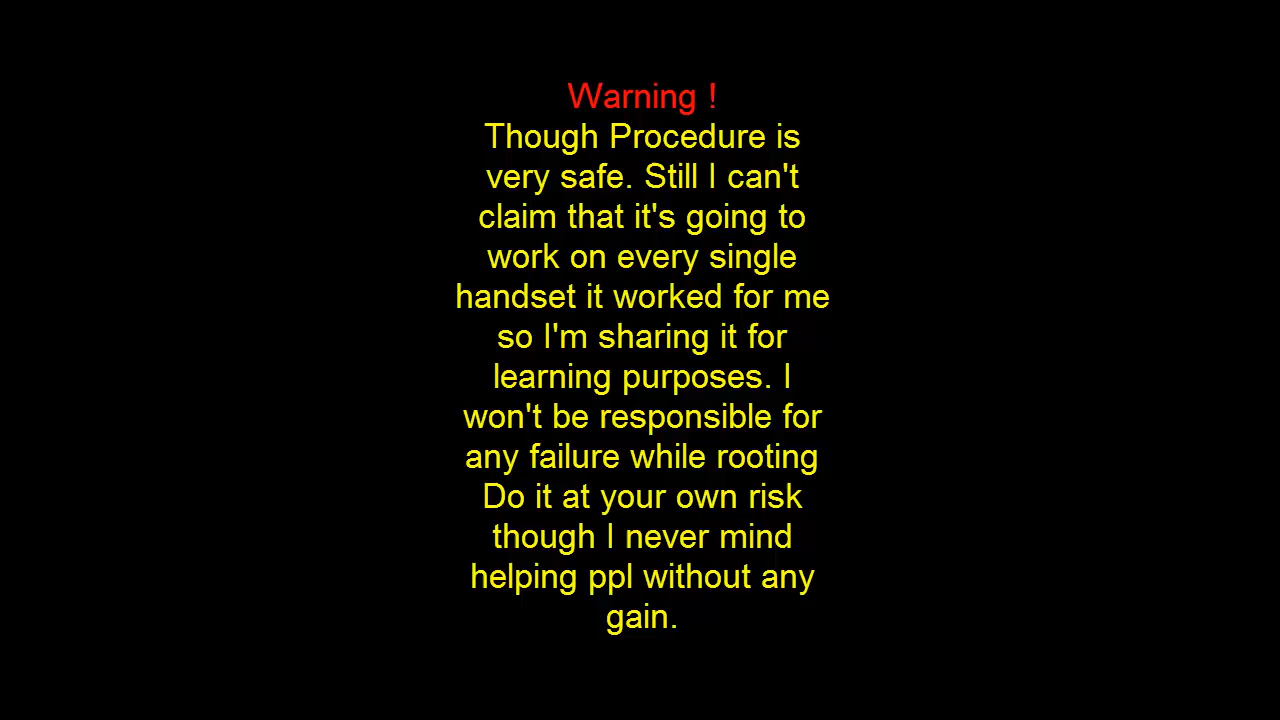 Warning !
Though Procedure is
very safe. Still I can't
claim that it's going to
work on every single
handset it worked for me
so I'm sharing it for
learning purposes. I
won't be responsible for
any failure while rooting
Do it at your own risk
though I never mind
helping ppl without any
gain.